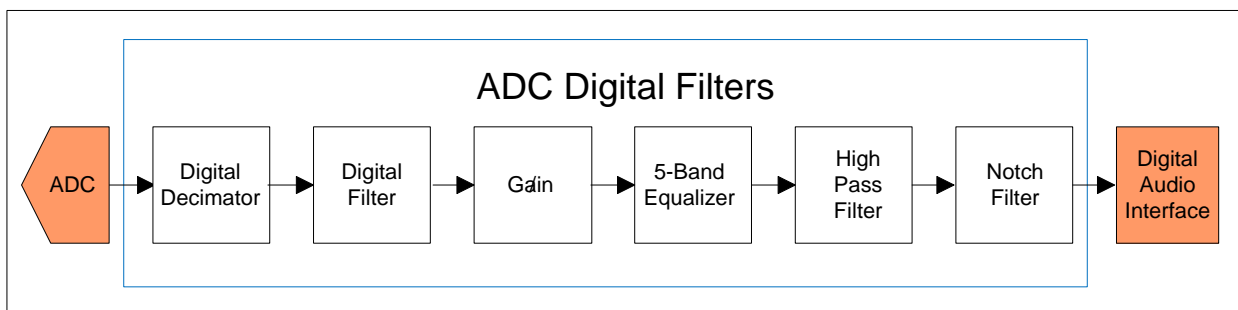 ADC Digital Filters
ADC
Digital
Decimator
Digital
Filter
Gain
5-Band
Equalizer
High
Pass
Filter
Notch
Filter
Digital
Audio
Interface